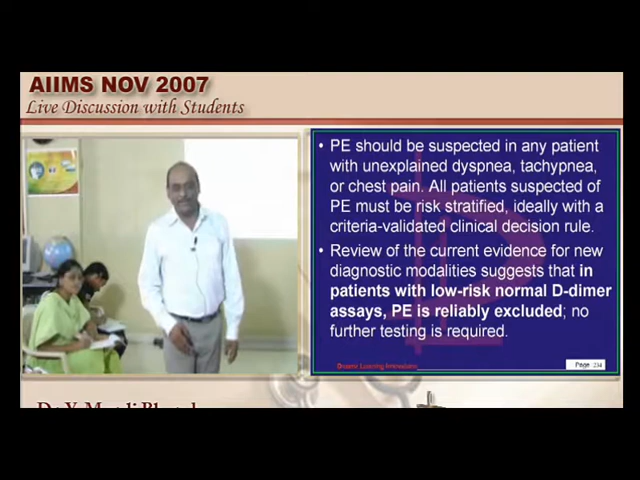 AIIMS NOV 2007
Live Discussion with Students
• PE should be suspected in any patient
with unexplained dyspnea, tachypnea,
or chest pain. All patients suspected of
PE must be risk stratified, ideally with a
criteria-validated clinical decision rule.
• Review of the current evidence for new
diagnostic modalities suggests that in
patients with low-risk normal D-dimer
assays, PE is reliably excluded; no
further testing is required.
Page